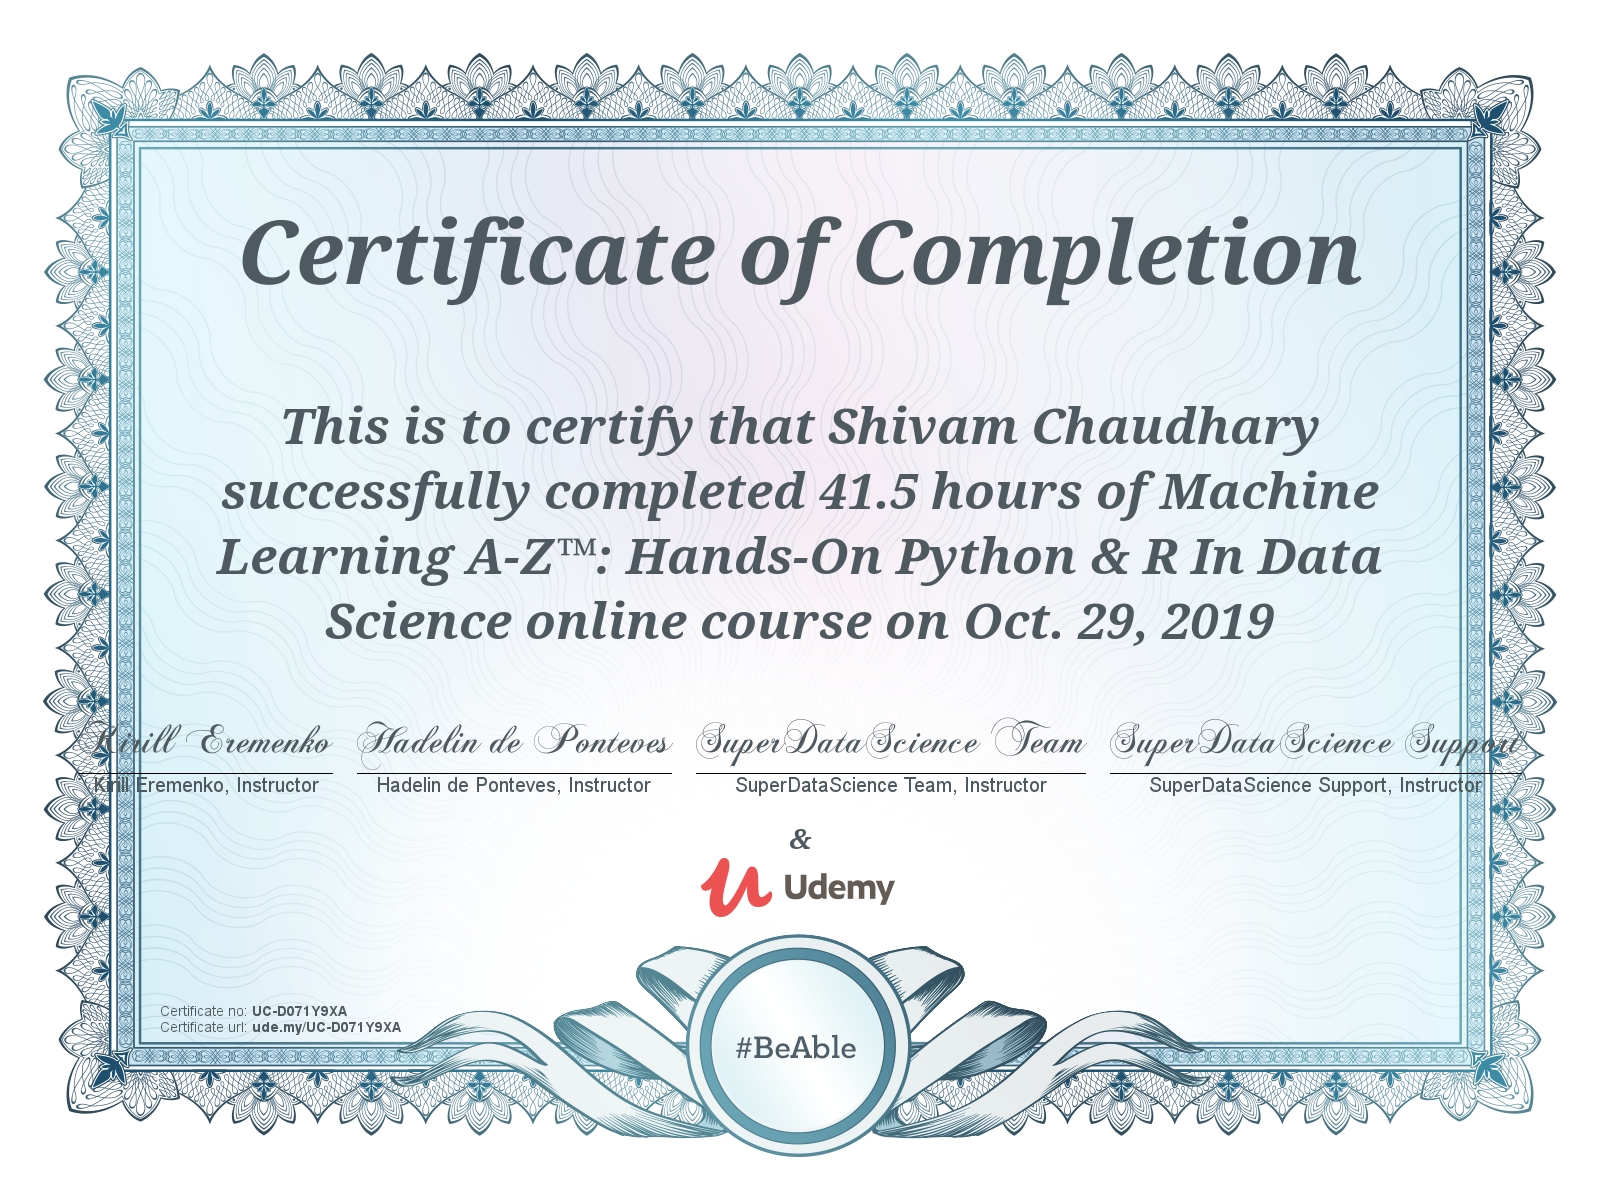 Certificate of Completion
This is to certify that Shivam Chaudhary
successfully completed 41.5 hours of Machine
Learning A-Z™: Hands-On Python & R In Data
Science online course on Oct. 29, 2019
Kirill Eremenko Hadelin de Ponteves SuperDataScience Team SuperDataScience Support
Kirill Eremenko, Instructor Hadelin de Ponteves, Instructor SuperDataScience Team, Instructor SuperDataScience Support, Instructor
&
Udemy
Certificate no: UC-D071Y9XA
Certificate url: ude.my/UC-D071Y9XA
#BeAble